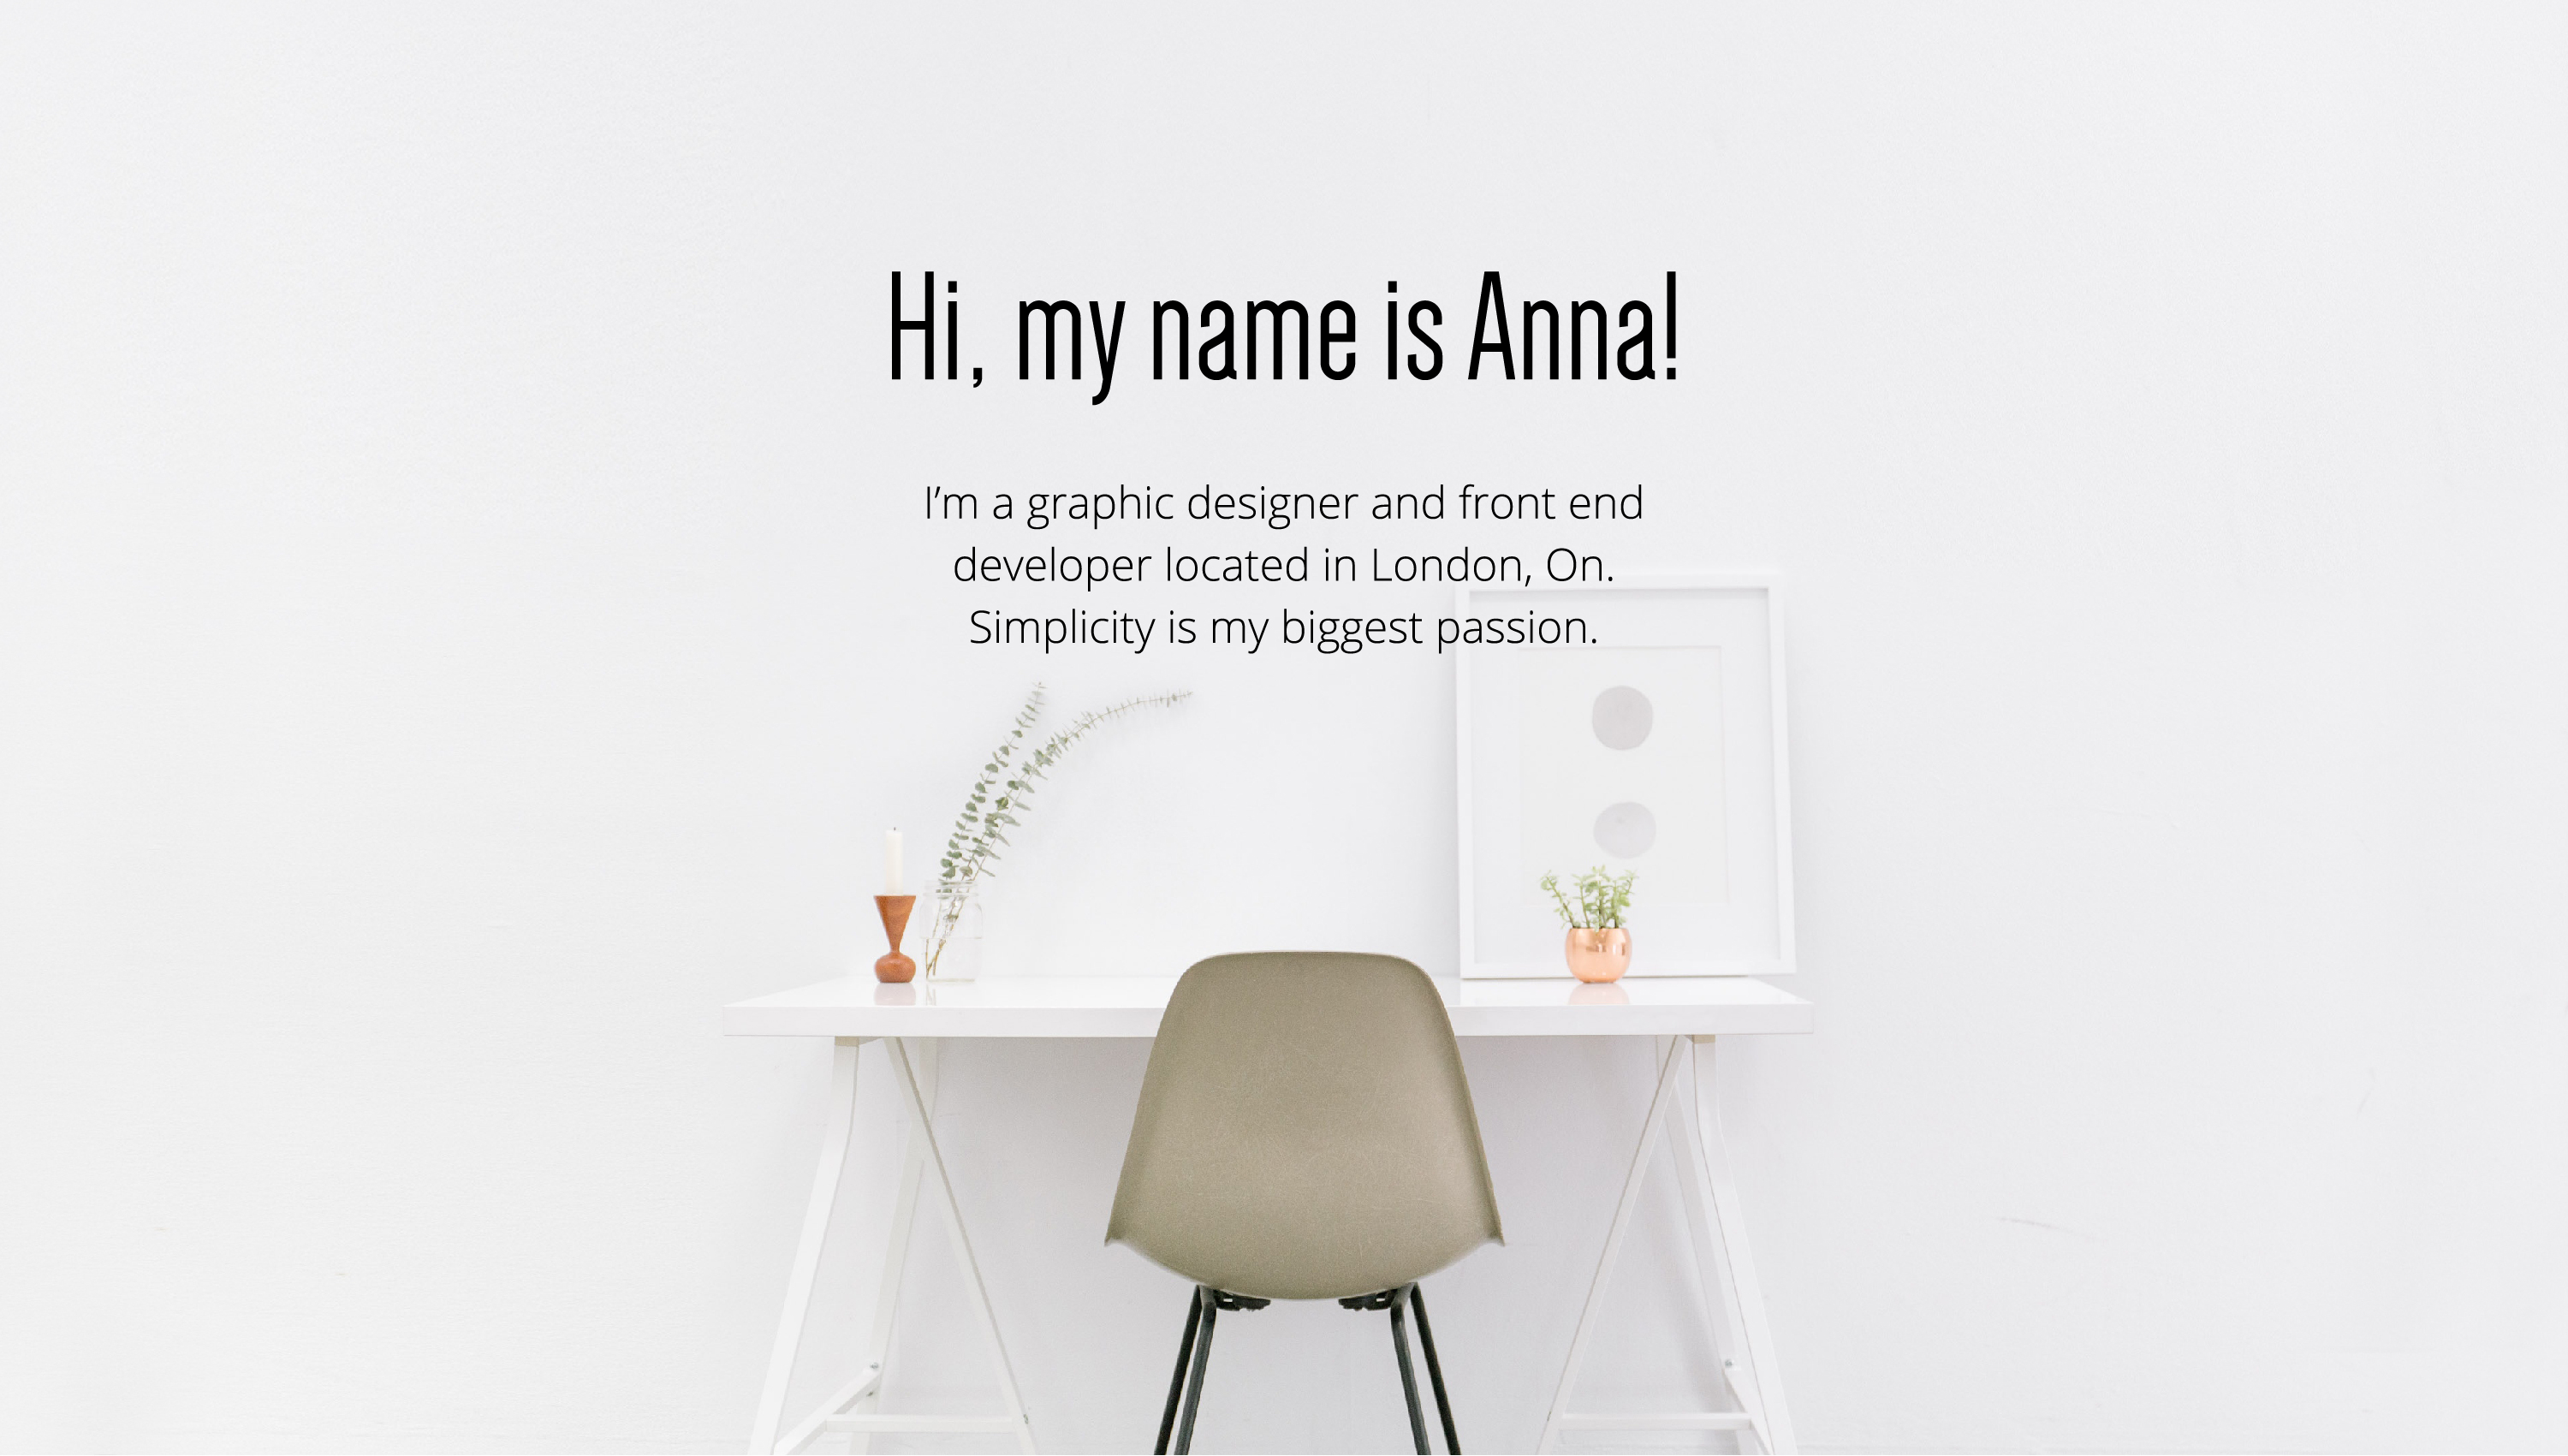 Hi, my name is Anna!
I’m a graphic designer and front end
developer located in London, On.
Simplicity is my biggest passion.